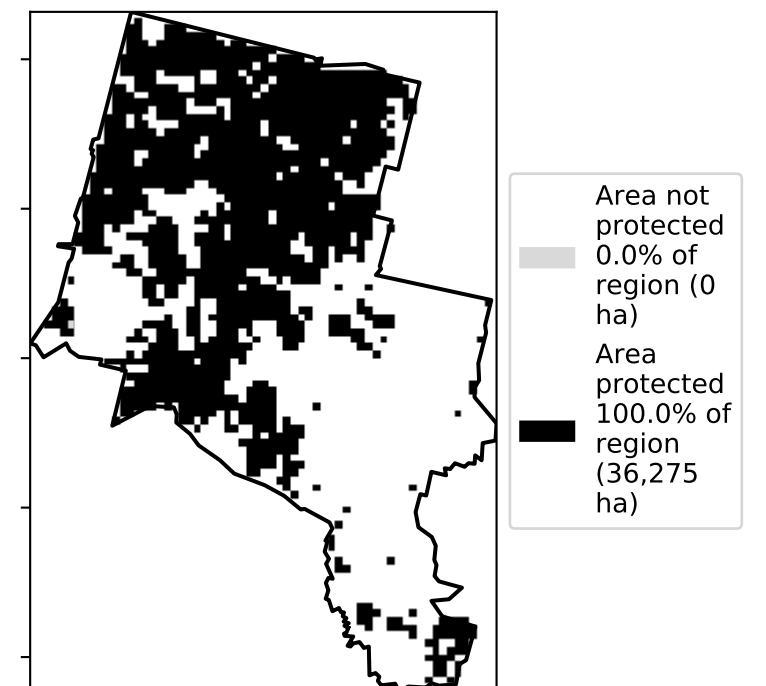 Area not
protected
0.0% of
region (0
ha)
Area
protected
100.0% of
region
(36,275
ha)